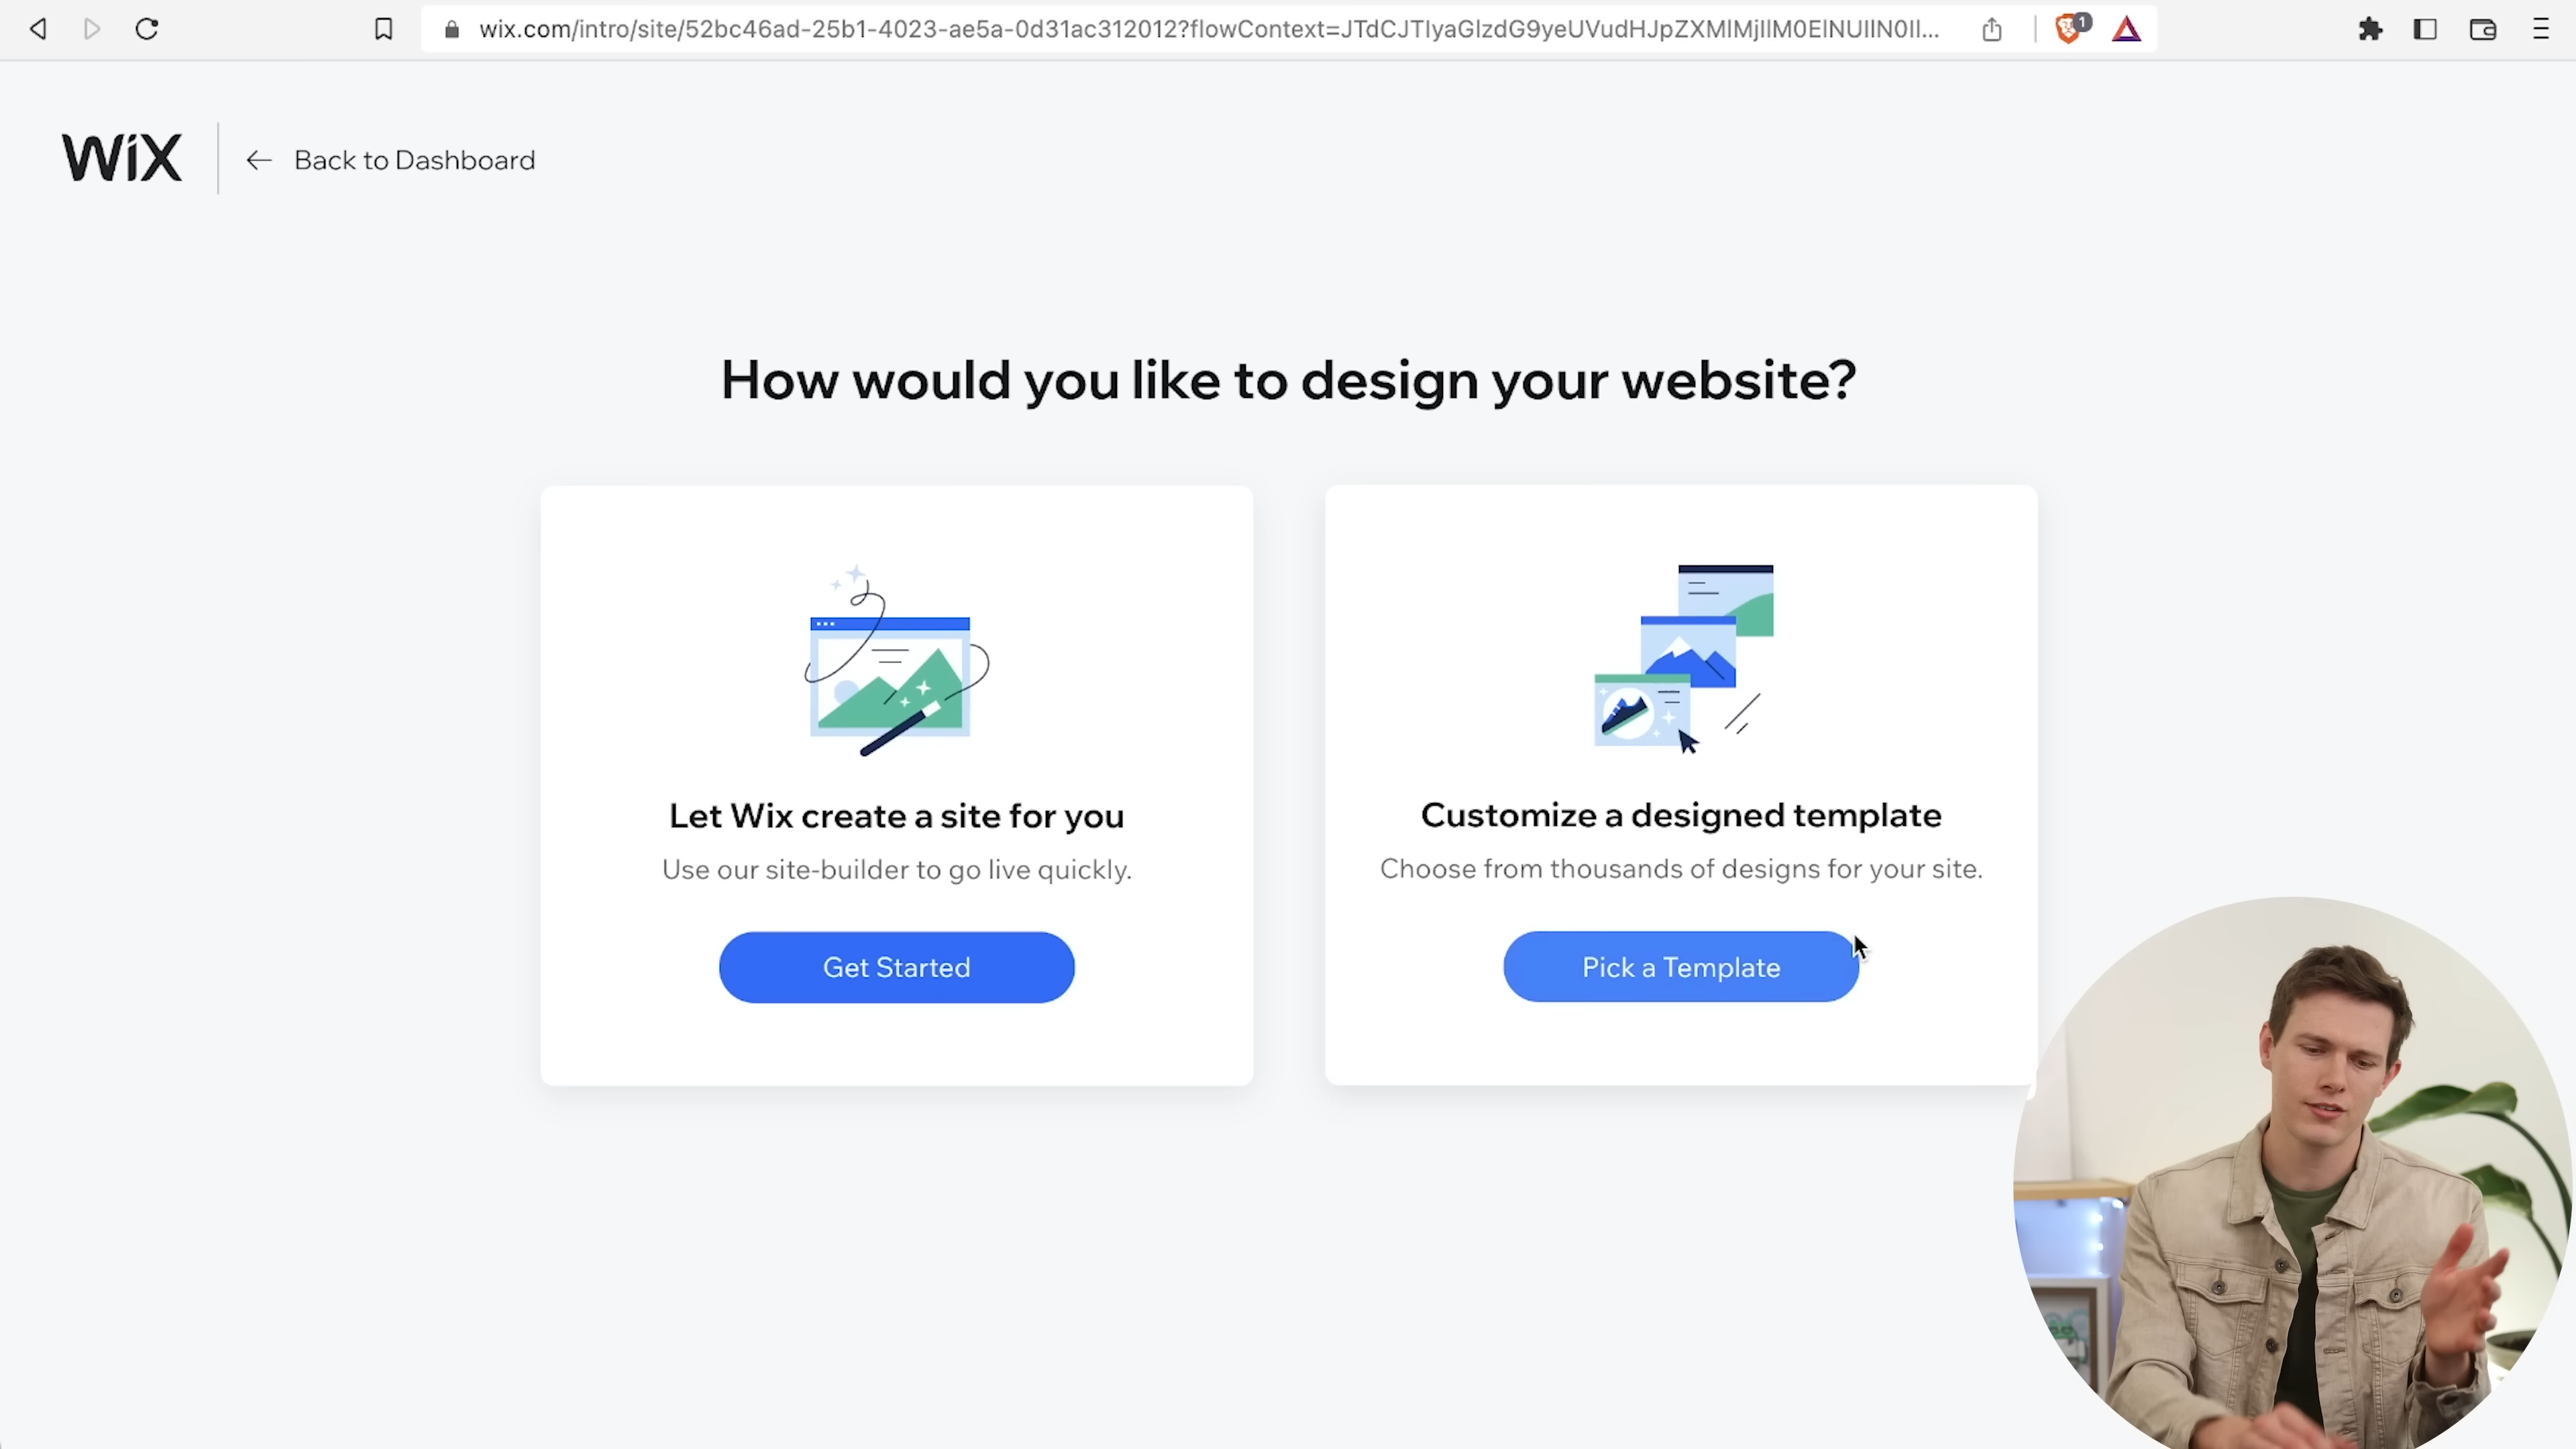 wix.com/intro/site/52bc46ad-25b1-4023-ae5a-0d31ac312012?flowContext=JTdCJTIyaGlzdG9yeUVudHJpZXMlMjIlM0ElNUIlN0Il...
1
WiX
Back to Dashboard
How would you like to design your website?
Let Wix create a site for you
Use our site-builder to go live quickly.
Get Started
Customize a designed template
Choose from thousands of designs for your site.
Pick a Template